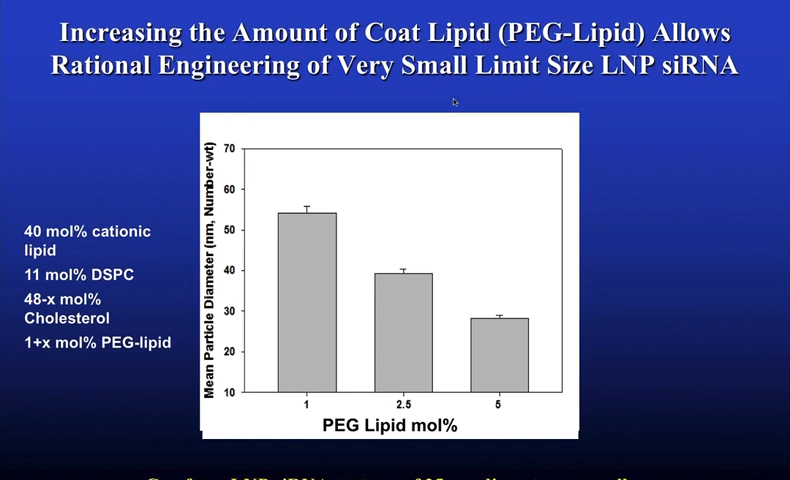 Increasing the Amount of Coat Lipid (PEG-Lipid) Allows
Rational Engineering of Very Small Limit Size LNP siRNA
40 mol% cationic
lipid
11 mol% DSPC
48-x mol%
Cholesterol
1+x mol% PEG-lipid
Mean Particle Diameter (nm, Number-wt)
70
60
50
40
30
20
10
1 2.5 5
PEG Lipid mol%